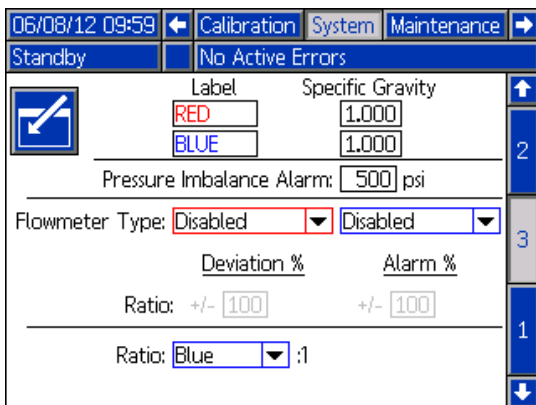 06/08/12 09:59 Calibration System Maintenance
Standby No Active Errors
Label Specific Gravity
RED 1.000
BLUE 1.000
2
Pressure Imbalance Alarm: 500 psi
Flowmeter Type: Disabled Disabled
3
Deviation % Alarm %
Ratio: +/- 100 +/- 100
1
Ratio: Blue :1